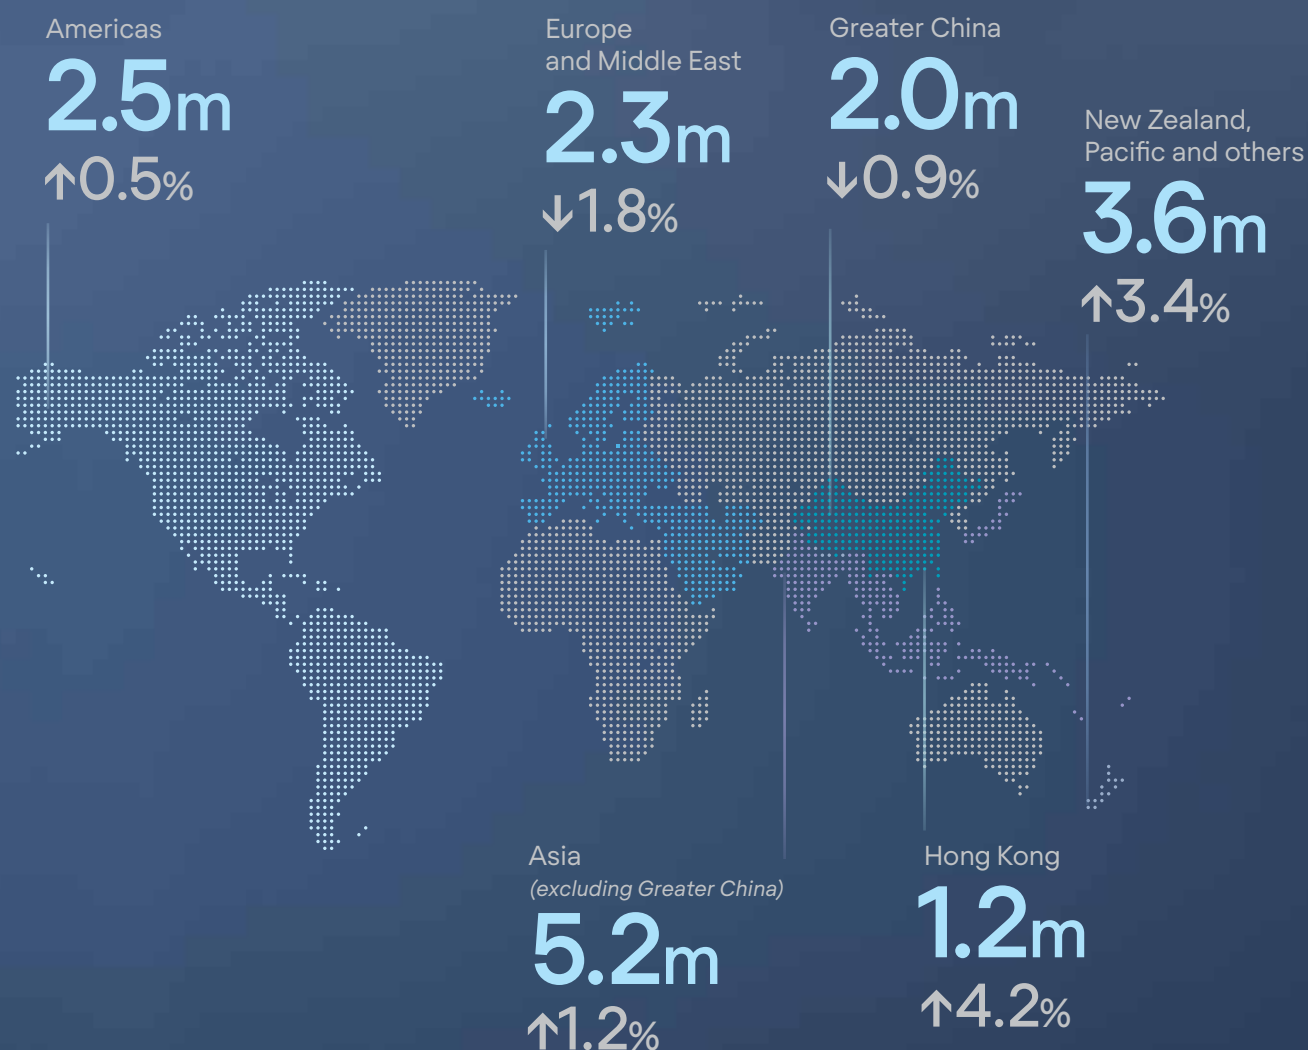 Americas
2.5m
↑0.5%
Europe
and Middle East
2.3m
↓1.8%
Greater China
2.0m
↓0.9%
New Zealand,
Pacific and others
3.6m
↑3.4%
Asia
(excluding Greater China)
5.2m
↑1.2%
Hong Kong
1.2m
↑4.2%